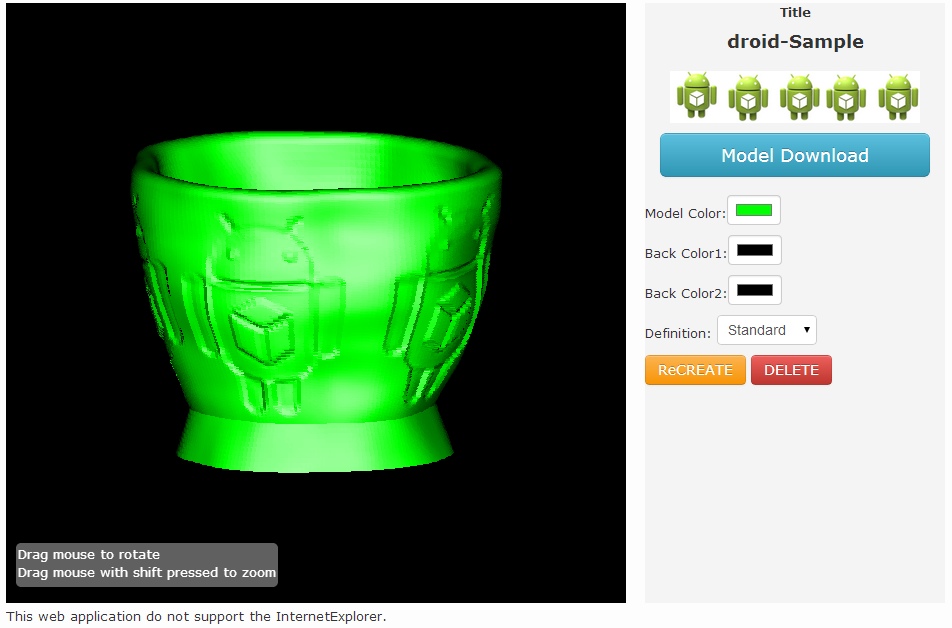 Title
droid-Sample
Model Download
Model Color:
Back Color1:
Back Color2:
Definition: Standard
ReCREATE DELETE
Drag mouse to rotate
Drag mouse with shift pressed to zoom
This web application do not support the InternetExplorer.